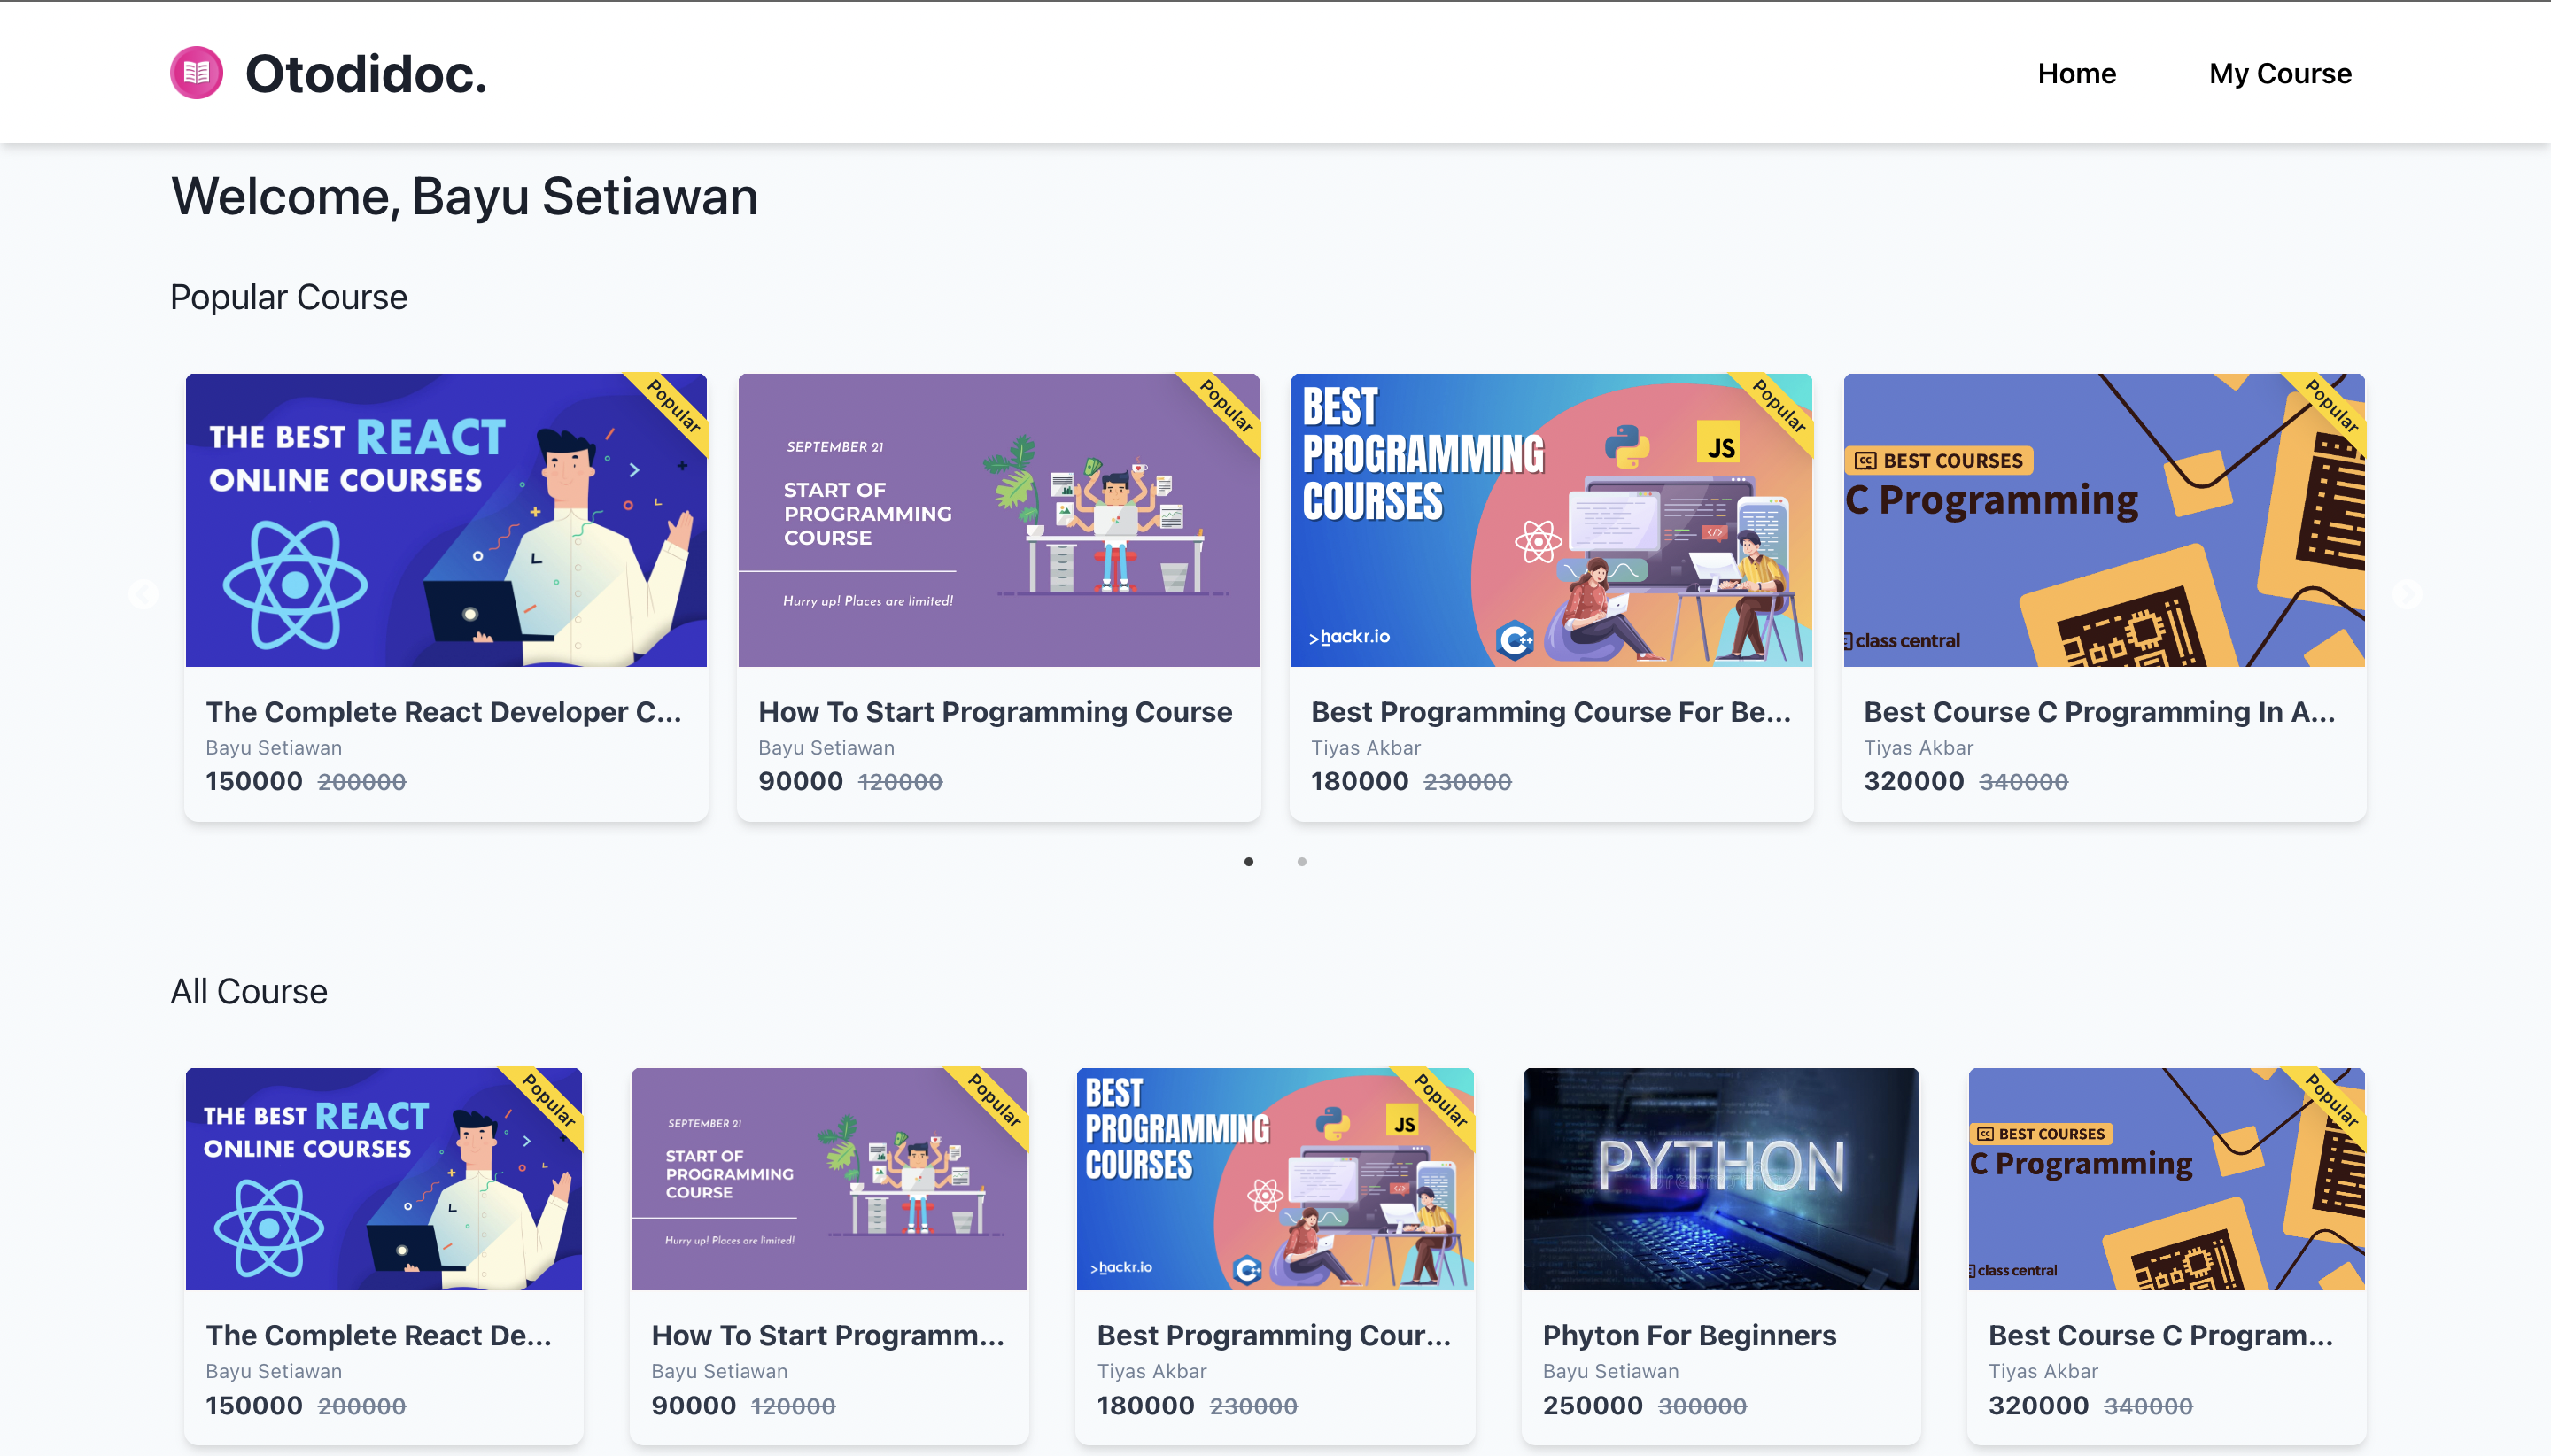 Otodidoc.
Home
My Course
Welcome, Bayu Setiawan
Popular Course
THE BEST REACT
ONLINE COURSES
Popular
The Complete React Developer C...
Bayu Setiawan
150000 200000
SEPTEMBER 21
START OF
PROGRAMMING
COURSE
Hurry up! Places are limited!
Popular
How To Start Programming Course
Bayu Setiawan
90000 120000
BEST
PROGRAMMING
COURSES
JS
</>
C++
>hackr.io
Popular
Best Programming Course For Be...
Tiyas Akbar
180000 230000
CC BEST COURSES
C Programming
class central
Popular
Best Course C Programming In A...
Tiyas Akbar
320000 340000
All Course
THE BEST REACT
ONLINE COURSES
Popular
The Complete React De...
Bayu Setiawan
150000 200000
SEPTEMBER 21
START OF
PROGRAMMING
COURSE
Hurry up! Places are limited!
Popular
How To Start Programm...
Bayu Setiawan
90000 120000
BEST
PROGRAMMING
COURSES
JS
</>
C++
>hackr.io
Popular
Best Programming Cour...
Tiyas Akbar
180000 230000
PYTHON
Phyton For Beginners
Bayu Setiawan
250000 300000
CC BEST COURSES
C Programming
class central
Popular
Best Course C Program...
Tiyas Akbar
320000 340000